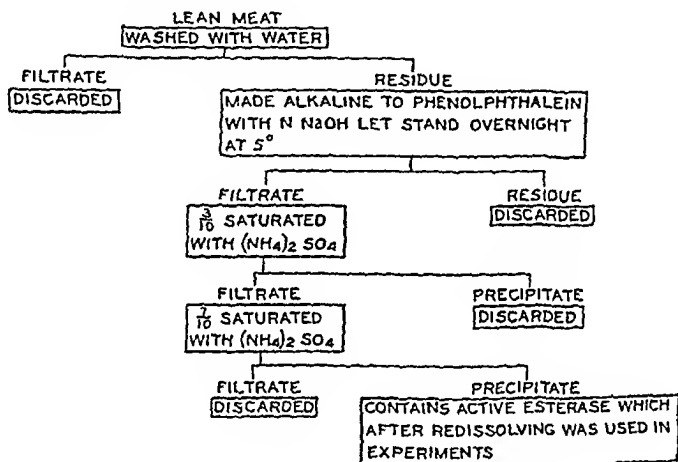 LEAN MEAT
WASHED WITH WATER
FILTRATE
DISCARDED
RESIDUE
MADE ALKALINE TO PHENOLPHTHALEIN
WITH N NaOH LET STAND OVERNIGHT
AT 5°
FILTRATE
3/10 SATURATED
WITH (NH4)2 SO4
RESIDUE
DISCARDED
FILTRATE
7/10 SATURATED
WITH (NH4)2 SO4
PRECIPITATE
DISCARDED
FILTRATE
DISCARDED
PRECIPITATE
CONTAINS ACTIVE ESTERASE WHICH
AFTER REDISSOLVING WAS USED IN
EXPERIMENTS